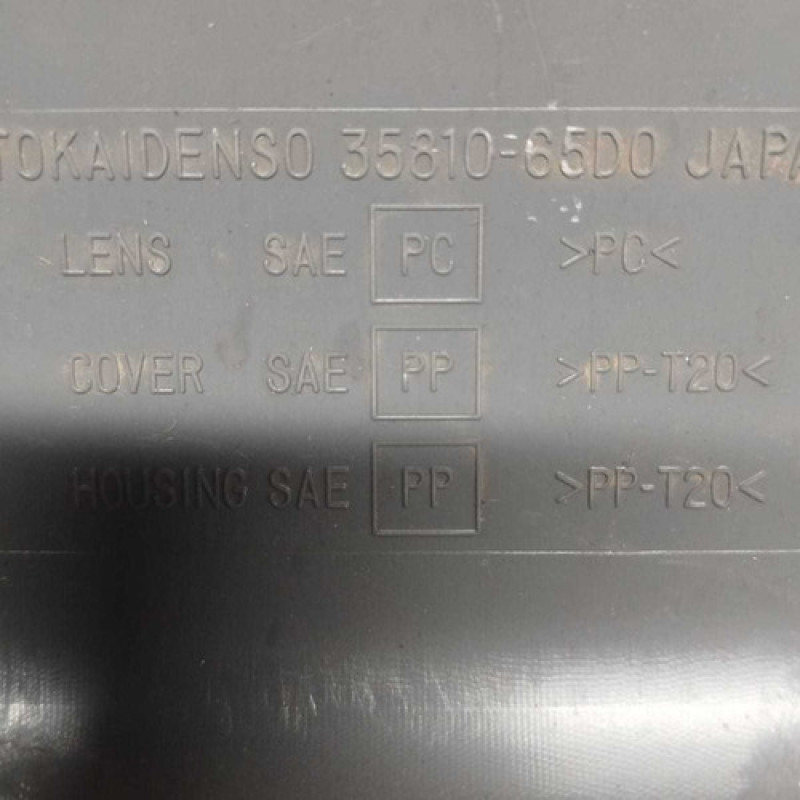 TOKAIDENSO 35810-65D0 JAPA
LENS SAE PC >PC<
COVER SAE PP >PP-T20<
HOUSING SAE PP >PP-T20<